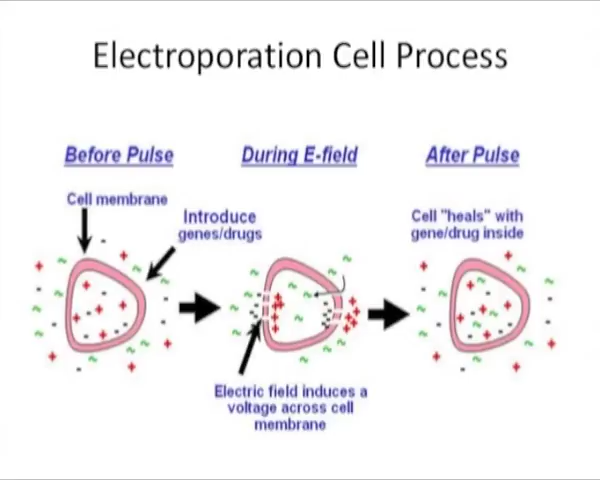 Electroporation Cell Process
Before Pulse
During E-field
After Pulse
Cell membrane
Introduce
genes/drugs
Cell "heals" with
gene/drug inside
Electric field induces a
voltage across cell
membrane